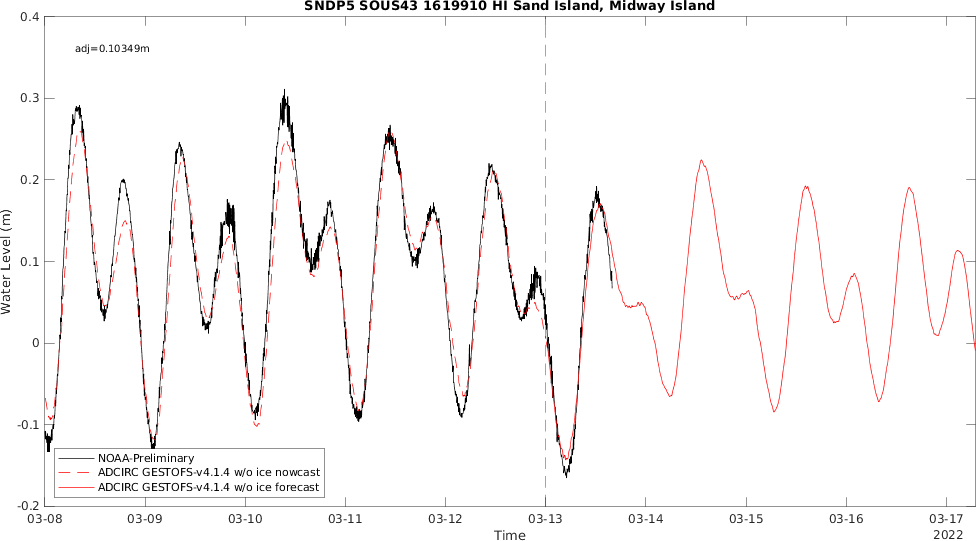 SNDP5 SOUS43 1619910 HI Sand Island, Midway Island
adj=0.10349m
0.4
0.3
0.2
0.1
0
-0.1
-0.2
Water Level (m)
NOAA-Preliminary
ADCIRC GESTOFS-v4.1.4 w/o ice nowcast
ADCIRC GESTOFS-v4.1.4 w/o ice forecast
03-08 03-09 03-10 03-11 03-12 03-13 03-14 03-15 03-16 03-17
Time
2022